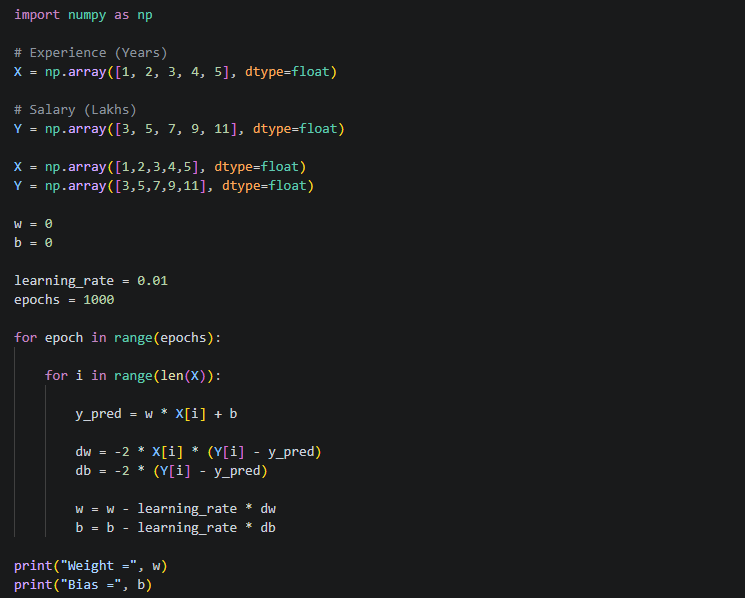 import numpy as np
# Experience (Years)
X = np.array([1, 2, 3, 4, 5], dtype=float)
# Salary (Lakhs)
Y = np.array([3, 5, 7, 9, 11], dtype=float)
X = np.array([1,2,3,4,5], dtype=float)
Y = np.array([3,5,7,9,11], dtype=float)
w = 0
b = 0
learning_rate = 0.01
epochs = 1000
for epoch in range(epochs):
for i in range(len(X)):
y_pred = w * X[i] + b
dw = -2 * X[i] * (Y[i] - y_pred)
db = -2 * (Y[i] - y_pred)
w = w - learning_rate * dw
b = b - learning_rate * db
print("Weight =", w)
print("Bias =", b)